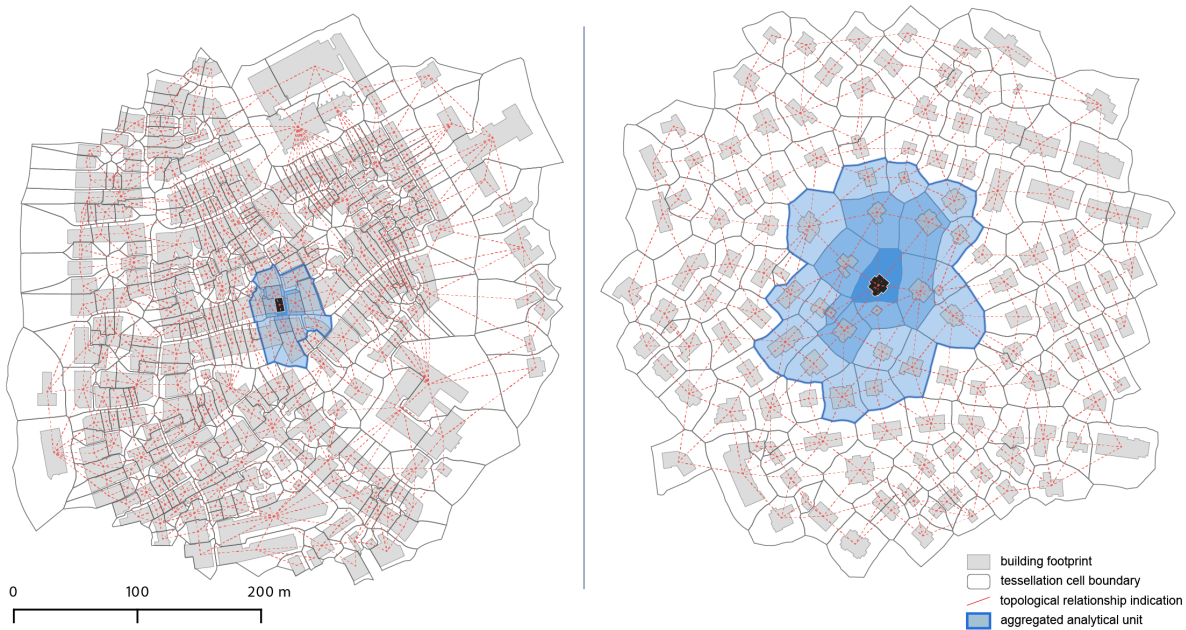 0 100 200 m
building footprint
tessellation cell boundary
topological relationship indication
aggregated analytical unit